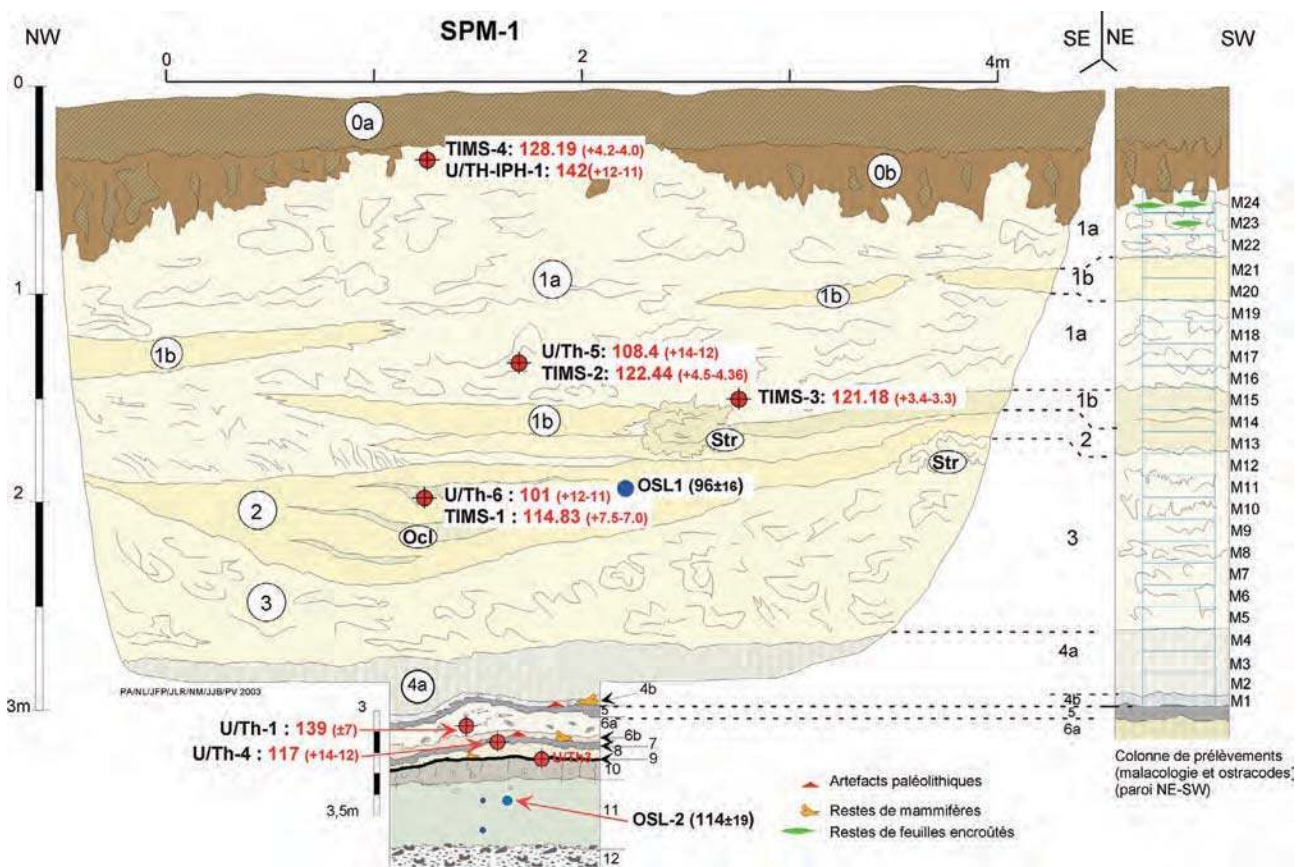 SPM-1
NW
SE
NE
SW
0
2
4m
0
1
2
3m
0a
0b
TIMS-4: 128.19 (+4.2-4.0)
U/TH-IPH-1: 142(+12-11)
1a
1b
1b
U/Th-5: 108.4 (+14-12)
TIMS-2: 122.44 (+4.5-4.36)
TIMS-3: 121.18 (+3.4-3.3)
1b
Str
Str
OSL1 (96±16)
U/Th-6 : 101 (+12-11)
TIMS-1 : 114.83 (+7.5-7.0)
2
Ocl
3
1a
1b
1a
1b
2
3
4a
4b
5
6a
M24
M23
M22
M21
M20
M19
M18
M17
M16
M15
M14
M13
M12
M11
M10
M9
M8
M7
M6
M5
M4
M3
M2
M1
PA/NL/JFP/JLR/NM/JJB/PV 2003
4a
3
3,5m
U/Th-1 : 139 (±7)
U/Th-4 : 117 (+14-12)
U/Th3
4b
5
6a
6b
7
8
9
10
11
12
OSL-2 (114±19)
Artefacts paléolithiques
Restes de mammifères
Restes de feuilles encroûtés
Colonne de prélèvements
(malacologie et ostracodes)
(paroi NE-SW)